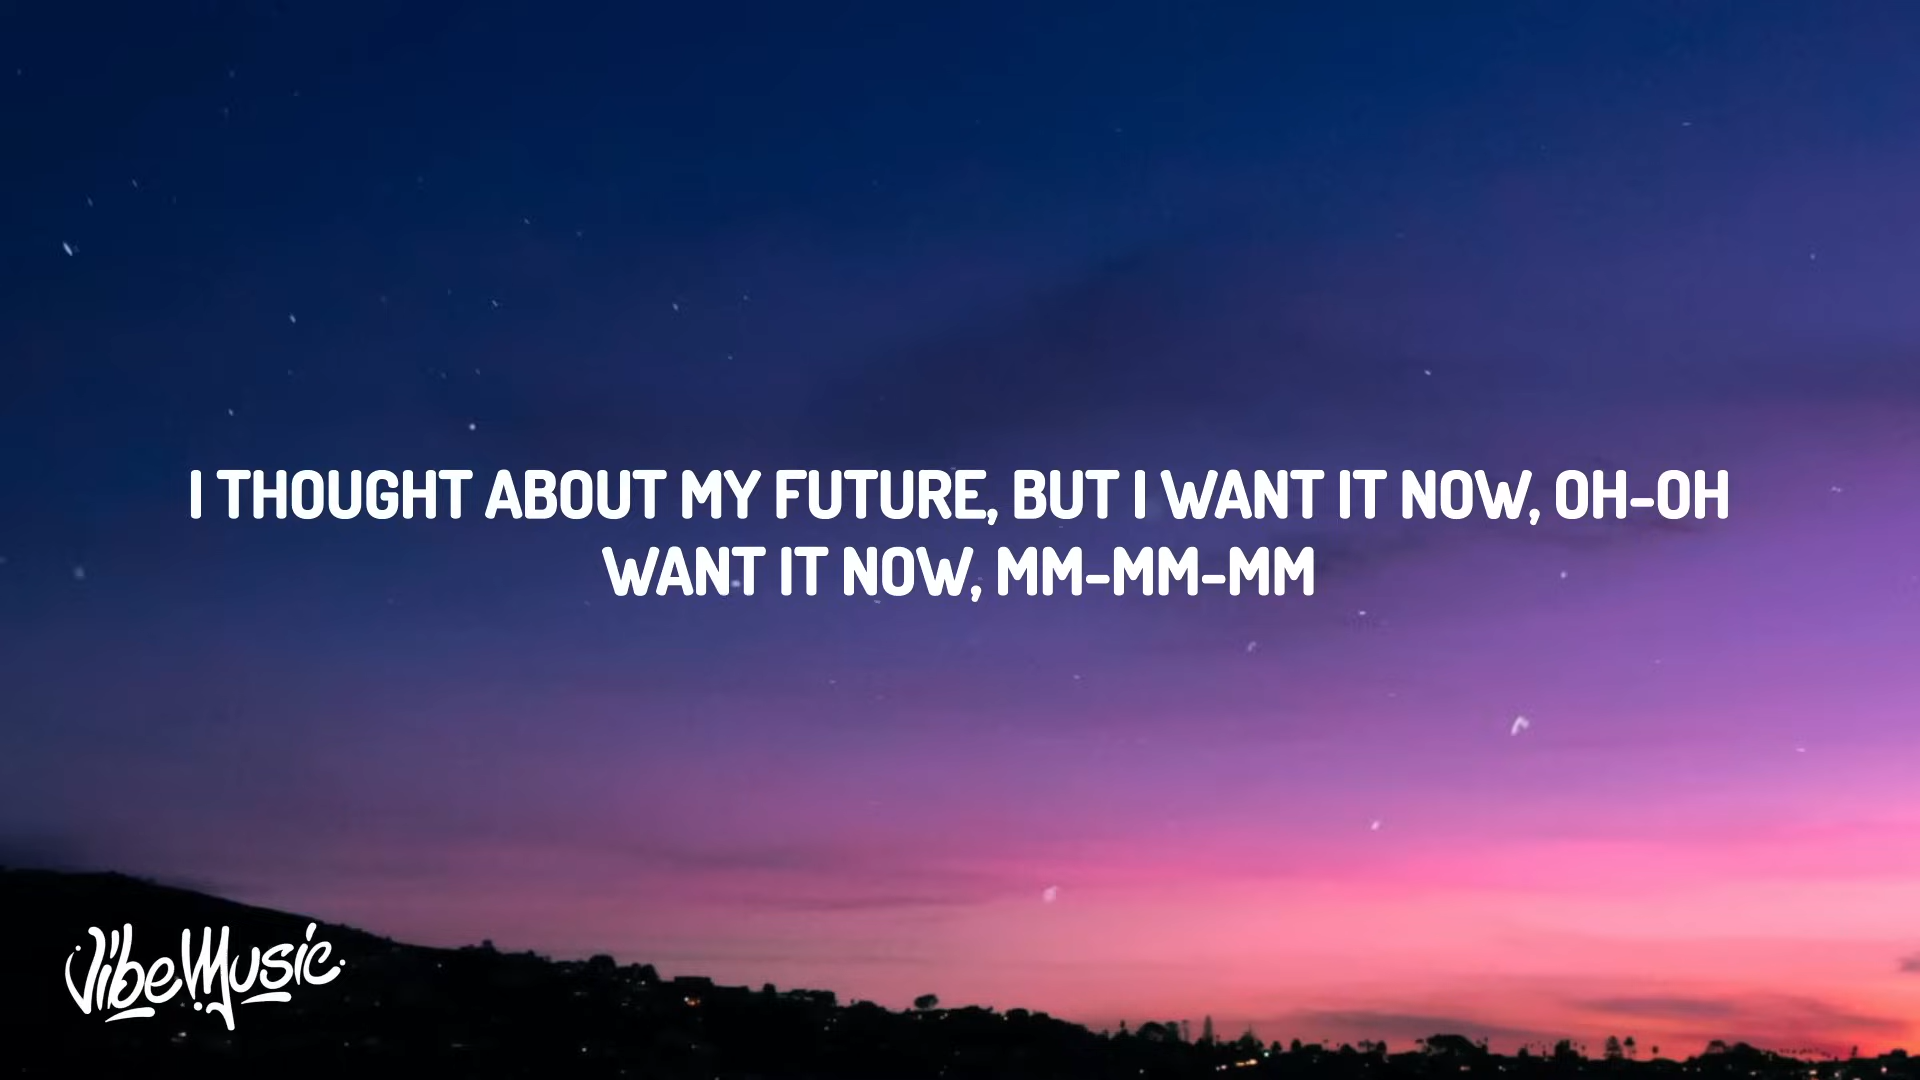 I THOUGHT ABOUT MY FUTURE, BUT I WANT IT NOW, OH-OH
WANT IT NOW, MM-MM-MM
VibeMusic